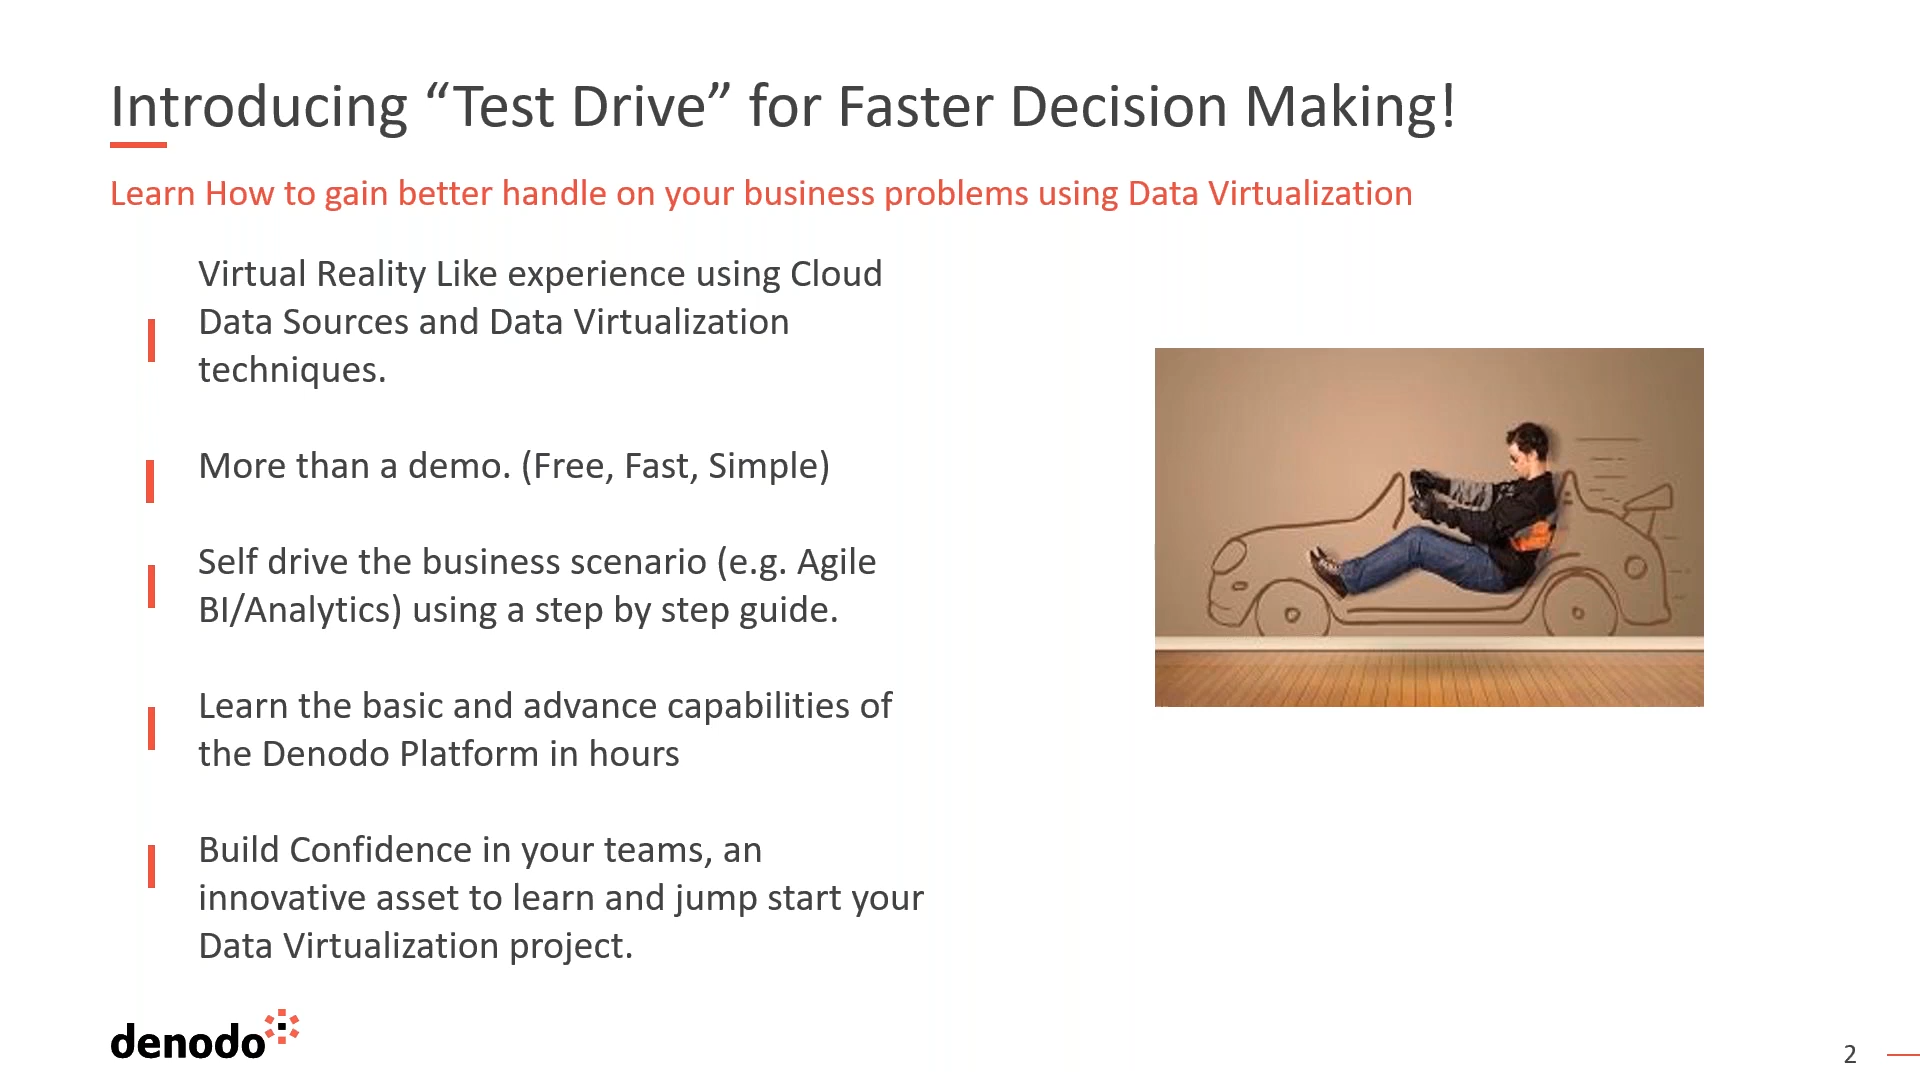 Introducing “Test Drive” for Faster Decision Making!
Learn How to gain better handle on your business problems using Data Virtualization
Virtual Reality Like experience using Cloud
Data Sources and Data Virtualization
techniques.
More than a demo. (Free, Fast, Simple)
Self drive the business scenario (e.g. Agile
BI/Analytics) using a step by step guide.
Learn the basic and advance capabilities of
the Denodo Platform in hours
Build Confidence in your teams, an
innovative asset to learn and jump start your
Data Virtualization project.
denodo
2